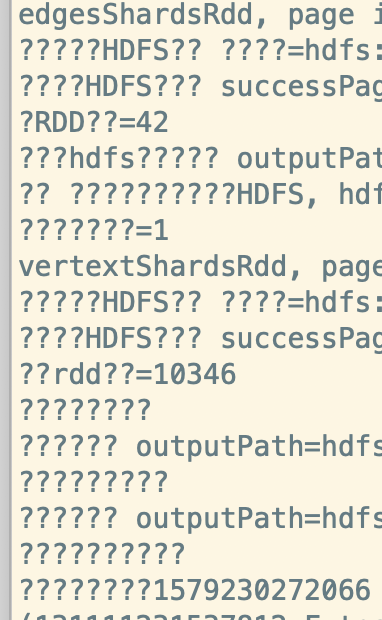 edgesShardsRdd, page i
?????HDFS?? ????=hdfs:
????HDFS??? successPag
?RDD??=42
???hdfs????? outputPat
?? ??????????HDFS, hdf
???????=1
vertextShardsRdd, page
?????HDFS?? ????=hdfs:
????HDFS??? successPag
??rdd??=10346
????????
?????? outputPath=hdfs
?????????
?????? outputPath=hdfs
??????????
????????1579230272066